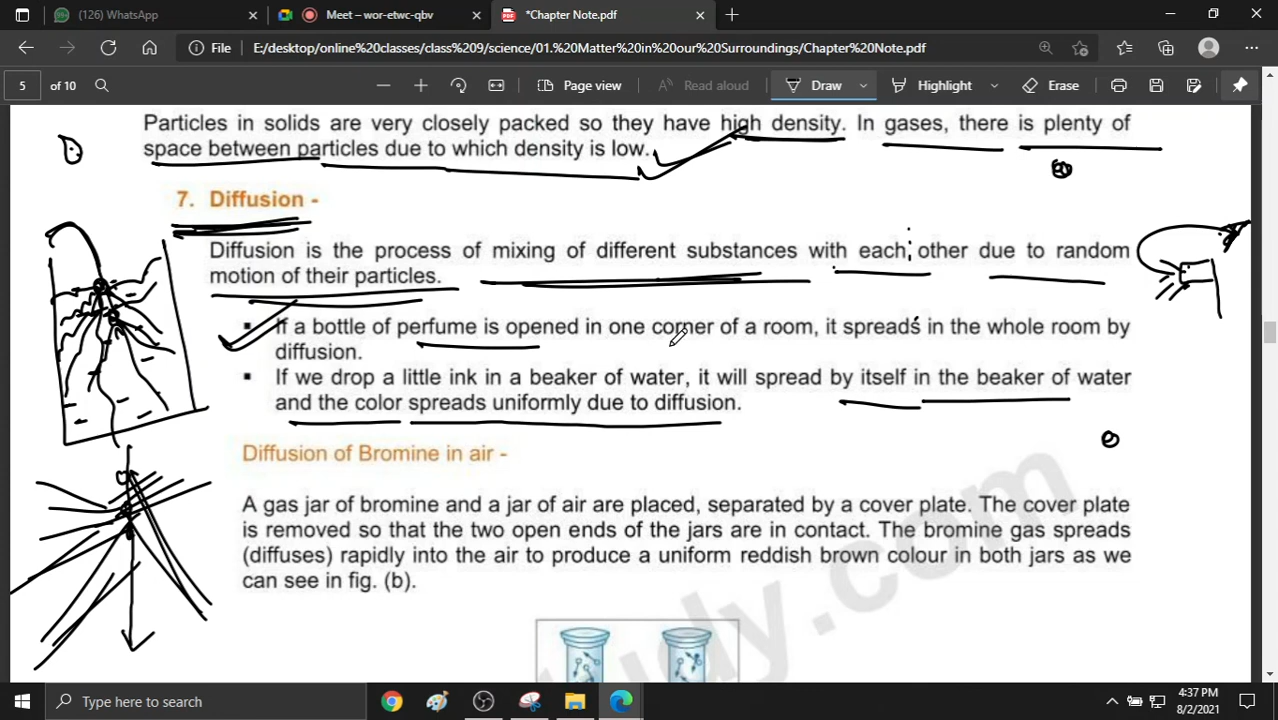 (126) WhatsApp
Meet – wor-etwc-qbv
*Chapter Note.pdf
File
E:/desktop/online%20classes/class%209/science/01.%20Matter%20in%20our%20Surroundings/Chapter%20Note.pdf
5 of 10
Page view
Read aloud
Draw
Highlight
Erase
Particles in solids are very closely packed so they have high density. In gases, there is plenty of
space between particles due to which density is low.
7. Diffusion -
Diffusion is the process of mixing of different substances with each other due to random
motion of their particles.
▪ If a bottle of perfume is opened in one corner of a room, it spreads in the whole room by
diffusion.
▪ If we drop a little ink in a beaker of water, it will spread by itself in the beaker of water
and the color spreads uniformly due to diffusion.
Diffusion of Bromine in air -
A gas jar of bromine and a jar of air are placed, separated by a cover plate. The cover plate
is removed so that the two open ends of the jars are in contact. The bromine gas spreads
(diffuses) rapidly into the air to produce a uniform reddish brown colour in both jars as we
can see in fig. (b).
udy.com
Type here to search
4:37 PM
8/2/2021